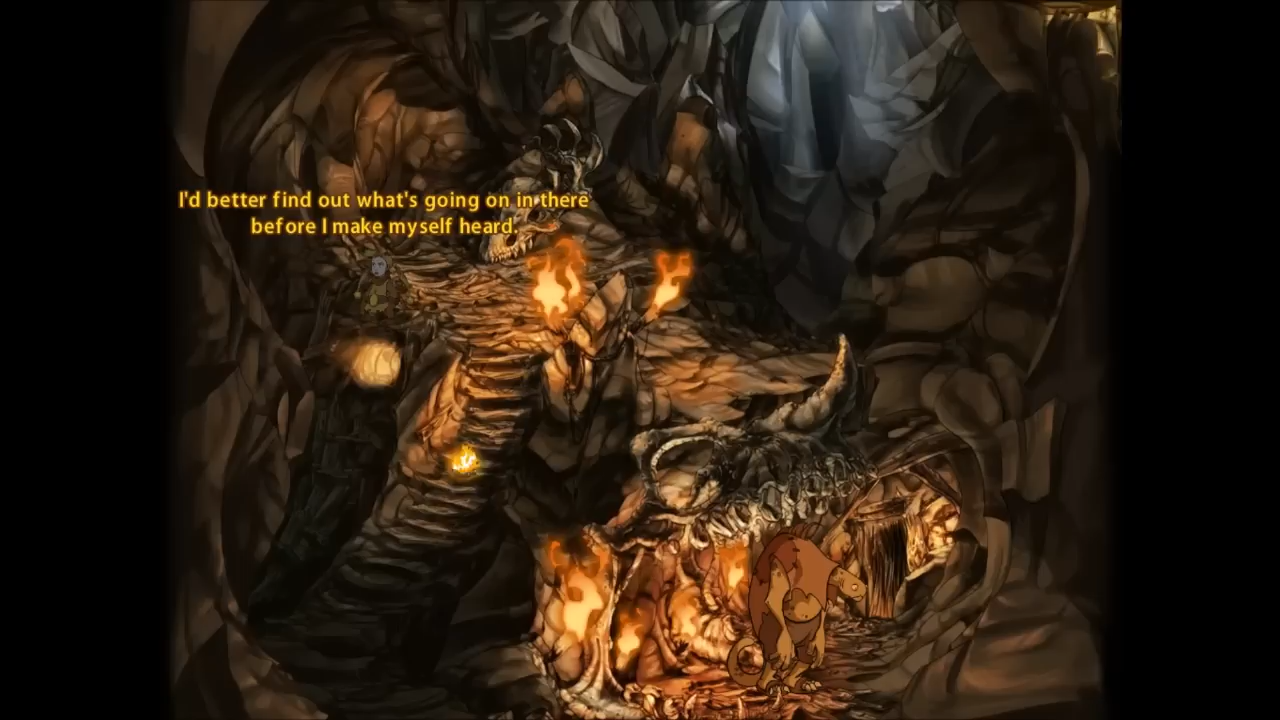 I'd better find out what's going on in there
before I make myself heard.